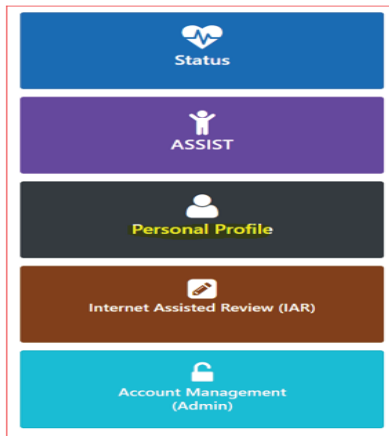 Status
ASSIST
Personal Profile
Internet Assisted Review (IAR)
Account Management
(Admin)